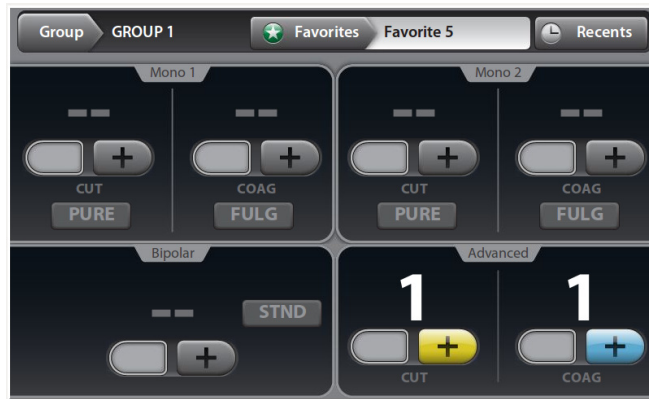 Group GROUP 1 Favorites Favorite 5 Recents
Mono 1 Mono 2
-- -- -- --
+ + + +
CUT COAG CUT COAG
PURE FULG PURE FULG
Bipolar Advanced
-- STND 1 1
+ + +
CUT COAG